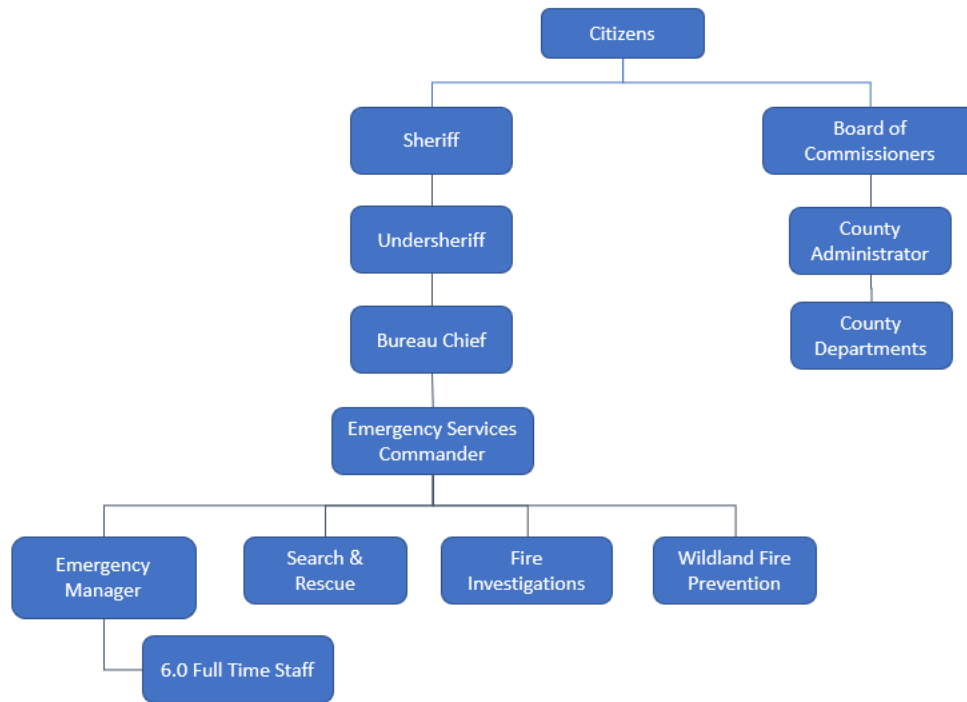 Citizens
Sheriff
Board of
Commissioners
Undersheriff
County
Administrator
Bureau Chief
County
Departments
Emergency Services
Commander
Emergency
Manager
Search &
Rescue
Fire
Investigations
Wildland Fire
Prevention
6.0 Full Time Staff